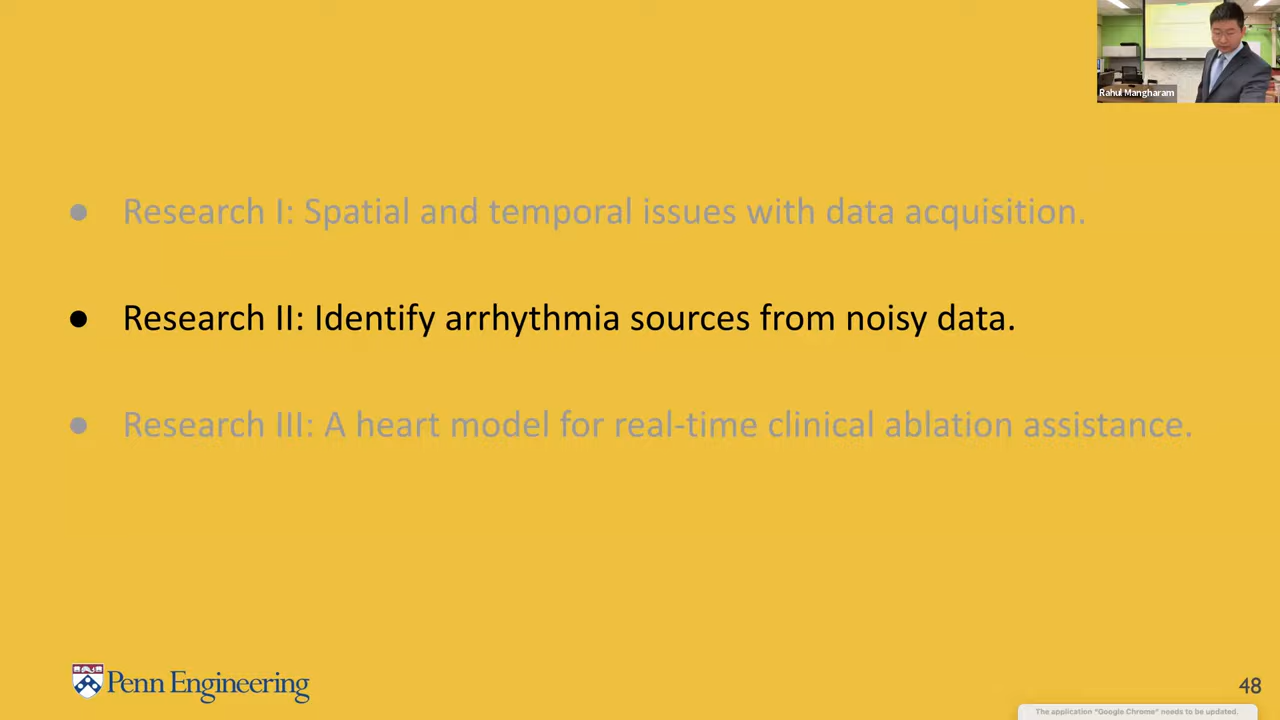 Rahul Mangharam
● Research I: Spatial and temporal issues with data acquisition.
● Research II: Identify arrhythmia sources from noisy data.
● Research III: A heart model for real-time clinical ablation assistance.
Penn Engineering
48
The application “Google Chrome” needs to be updated.